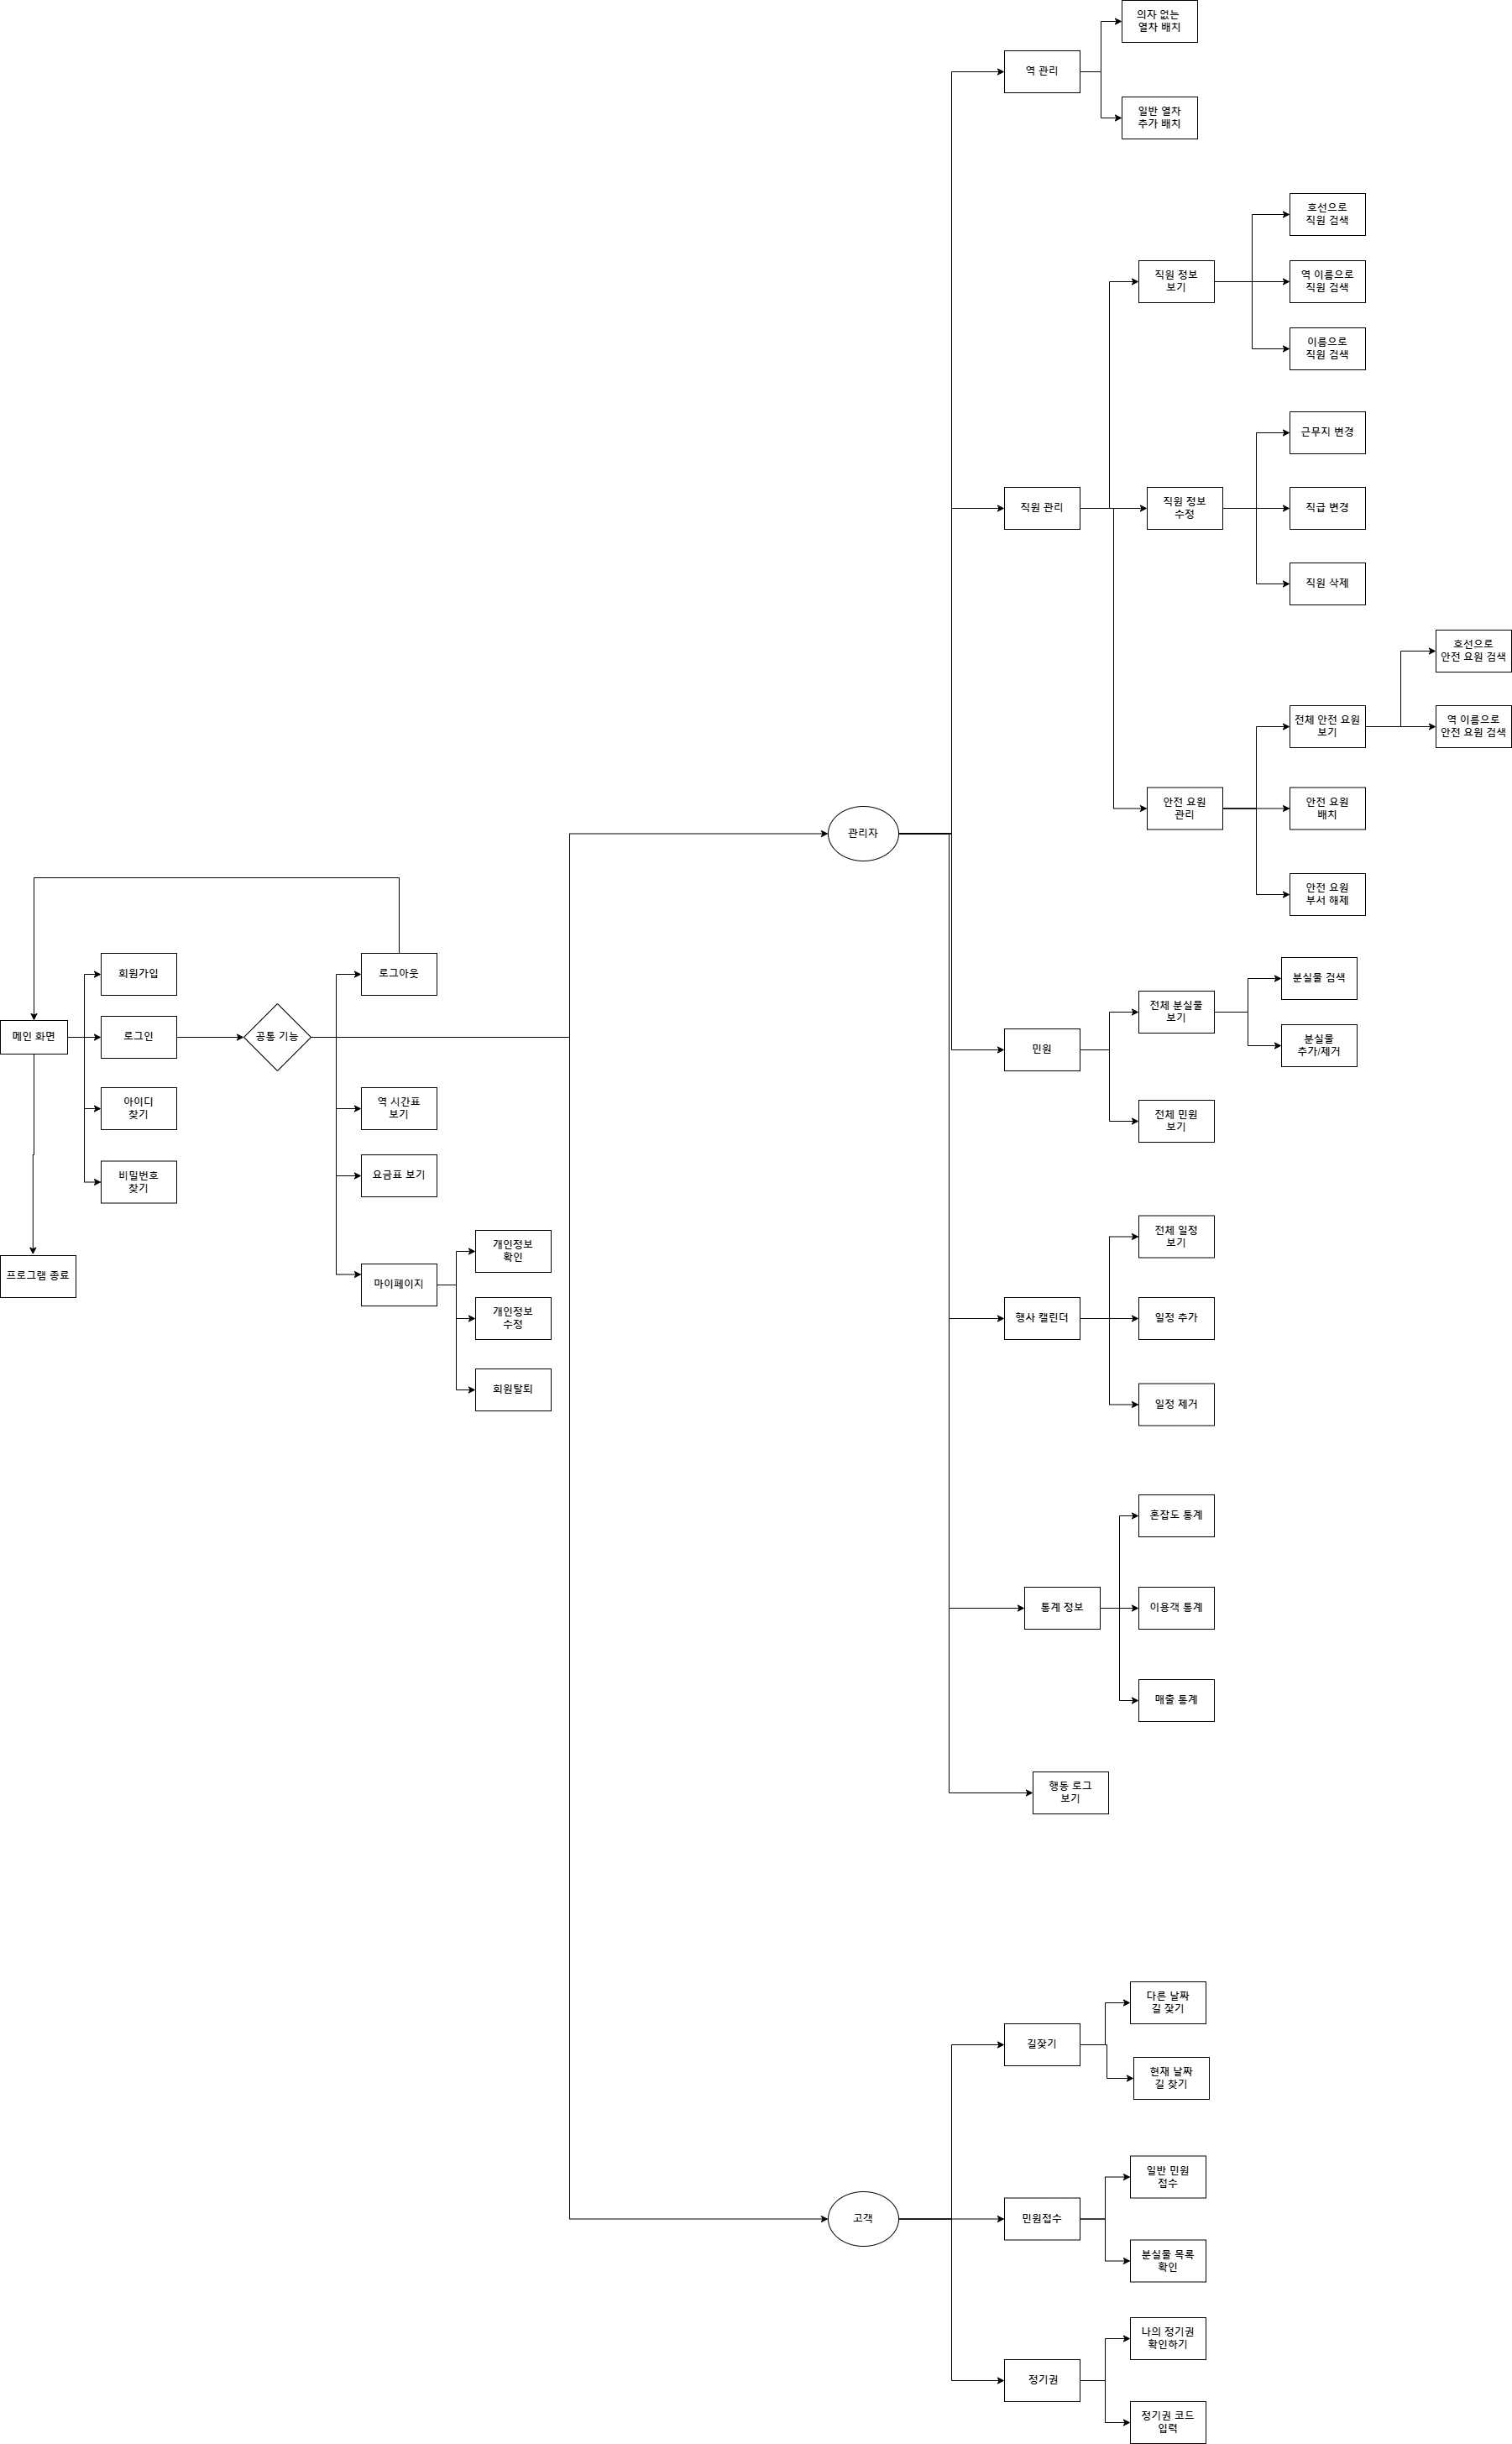 의자 없는
열차 배치
역 관리
일반 열차
추가 배치
호선으로
직원 검색
직원 정보
보기
역 이름으로
직원 검색
이름으로
직원 검색
근무지 변경
직원 관리
직원 정보
수정
직급 변경
직원 삭제
호선으로
안전 요원 검색
전체 안전 요원
보기
역 이름으로
안전 요원 검색
안전 요원
관리
안전 요원
배치
관리자
안전 요원
부서 해제
회원가입
로그아웃
분실물 검색
전체 분실물
보기
메인 화면
로그인
공통 기능
민원
분실물
추가/제거
아이디
찾기
역 시간표
보기
전체 민원
보기
비밀번호
찾기
요금표 보기
전체 일정
보기
개인정보
확인
프로그램 종료
마이페이지
개인정보
수정
행사 캘린더
일정 추가
회원탈퇴
일정 제거
혼잡도 통계
통계 정보
이용객 통계
매출 통계
행동 로그
보기
다른 날짜
길 찾기
길찾기
현재 날짜
길 찾기
일반 민원
접수
고객
민원접수
분실물 목록
확인
나의 정기권
확인하기
정기권
정기권 코드
입력